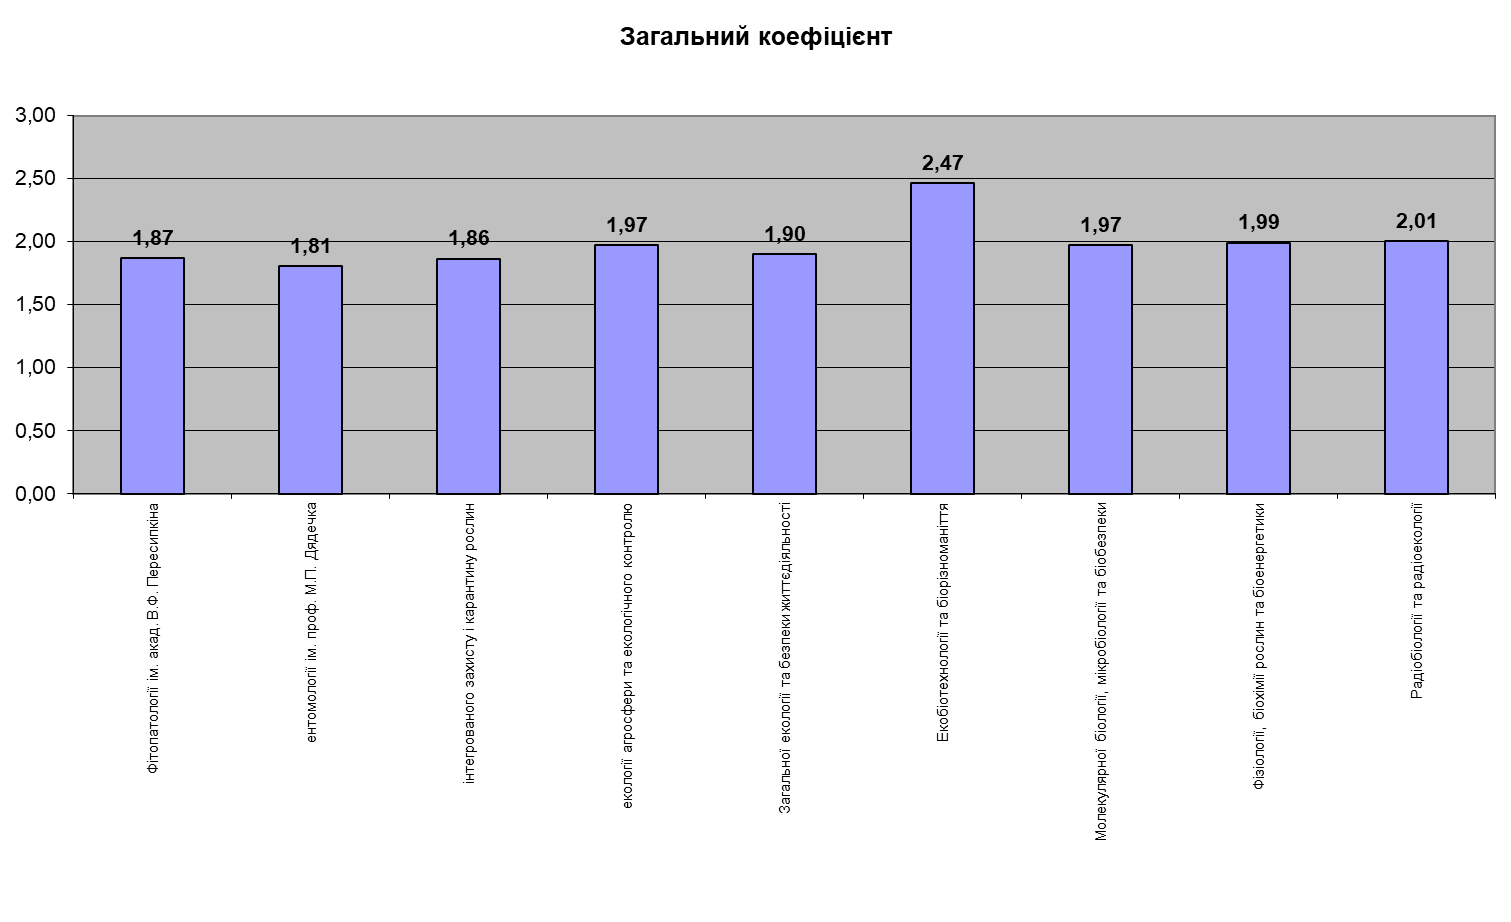 Загальний коефіцієнт
3,00
2,50
2,00
1,50
1,00
0,50
0,00
1,87
1,81
1,86
1,97
1,90
2,47
1,97
1,99
2,01
Фітопатології ім. акад. В.Ф. Пересипкіна
ентомології ім. проф. М.П. Дядечка
інтегрованого захисту і карантину рослин
екології агросфери та екологічного контролю
Загальної екології та безпеки життєдіяльності
Екобіотехнології та біорізноманіття
Молекулярної біології, мікробіології та біобезпеки
Фізіології, біохімії рослин та біоенергетики
Радіобіології та радіоекології